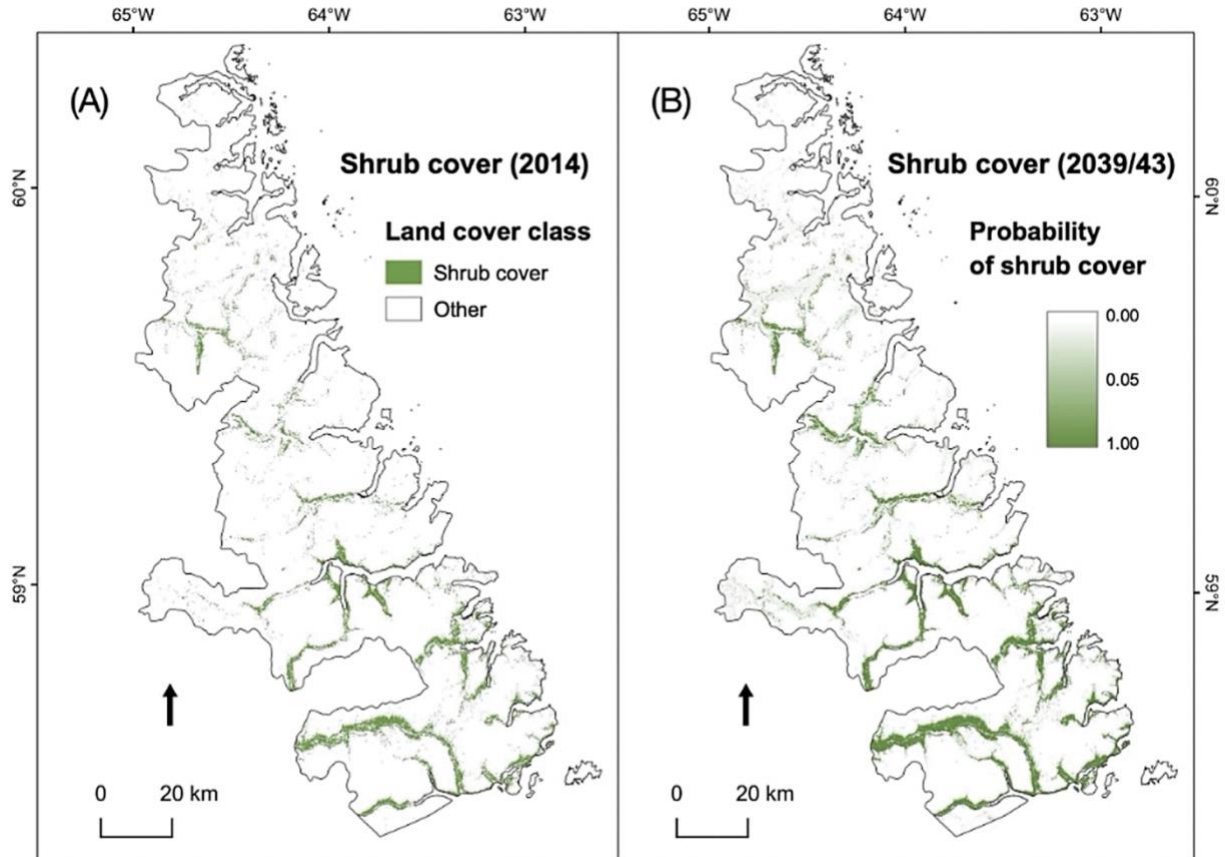 65°W 64°W 63°W 65°W 64°W 63°W
(A)
Shrub cover (2014)
60°N
Land cover class
Shrub cover
Other
59°N
0 20 km
(B)
Shrub cover (2039/43)
60°N
Probability
of shrub cover
0.00
0.05
1.00
59°N
0 20 km